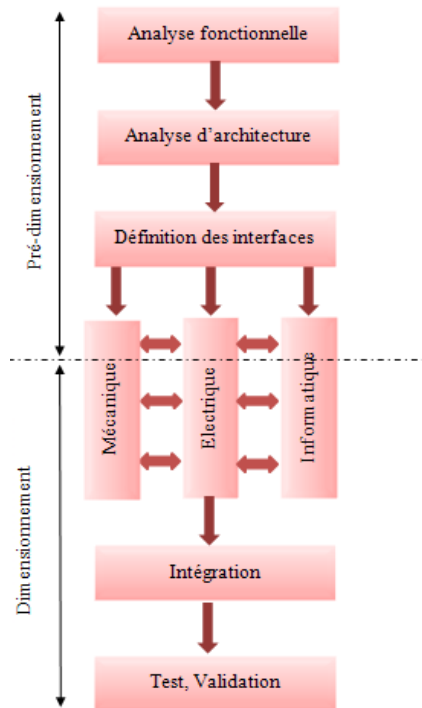 Analyse fonctionnelle
Analyse d'architecture
Définition des interfaces
Pré-dimensionnement
Mécanique
Electrique
Informatique
Dimensionnement
Intégration
Test, Validation